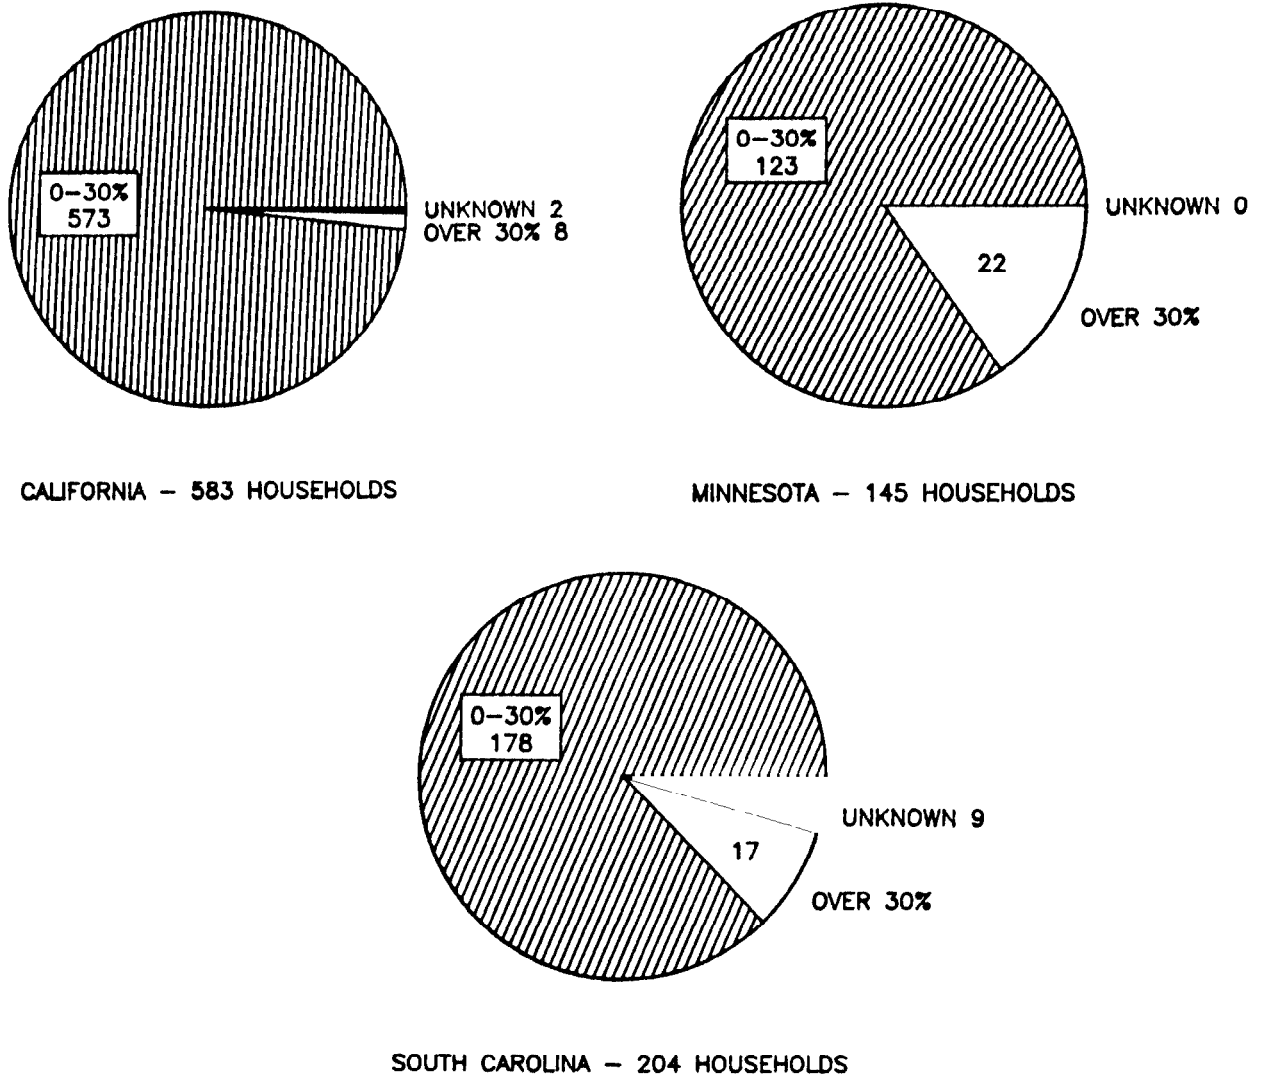 0-30%
573
UNKNOWN 2
OVER 30% 8
CALIFORNIA - 583 HOUSEHOLDS
0-30%
123
UNKNOWN 0
22
OVER 30%
MINNESOTA - 145 HOUSEHOLDS
0-30%
178
UNKNOWN 9
17
OVER 30%
SOUTH CAROLINA - 204 HOUSEHOLDS